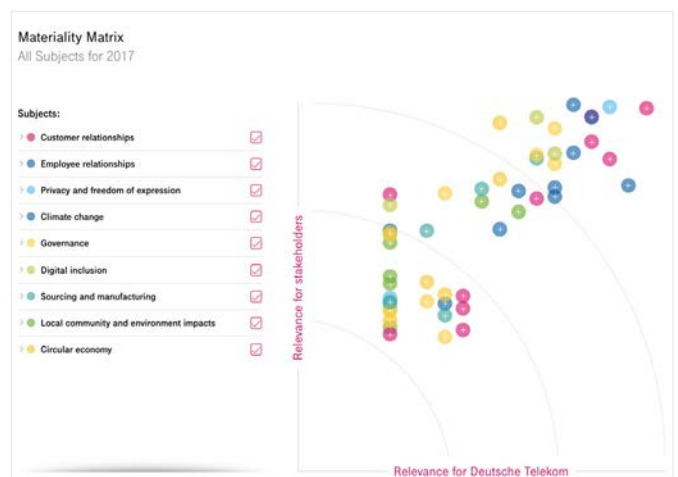 Materiality Matrix
All Subjects for 2017
Subjects:
Customer relationships
Employee relationships
Privacy and freedom of expression
Climate change
Governance
Digital inclusion
Sourcing and manufacturing
Local community and environment impacts
Circular economy
Relevance for stakeholders
Relevance for Deutsche Telekom